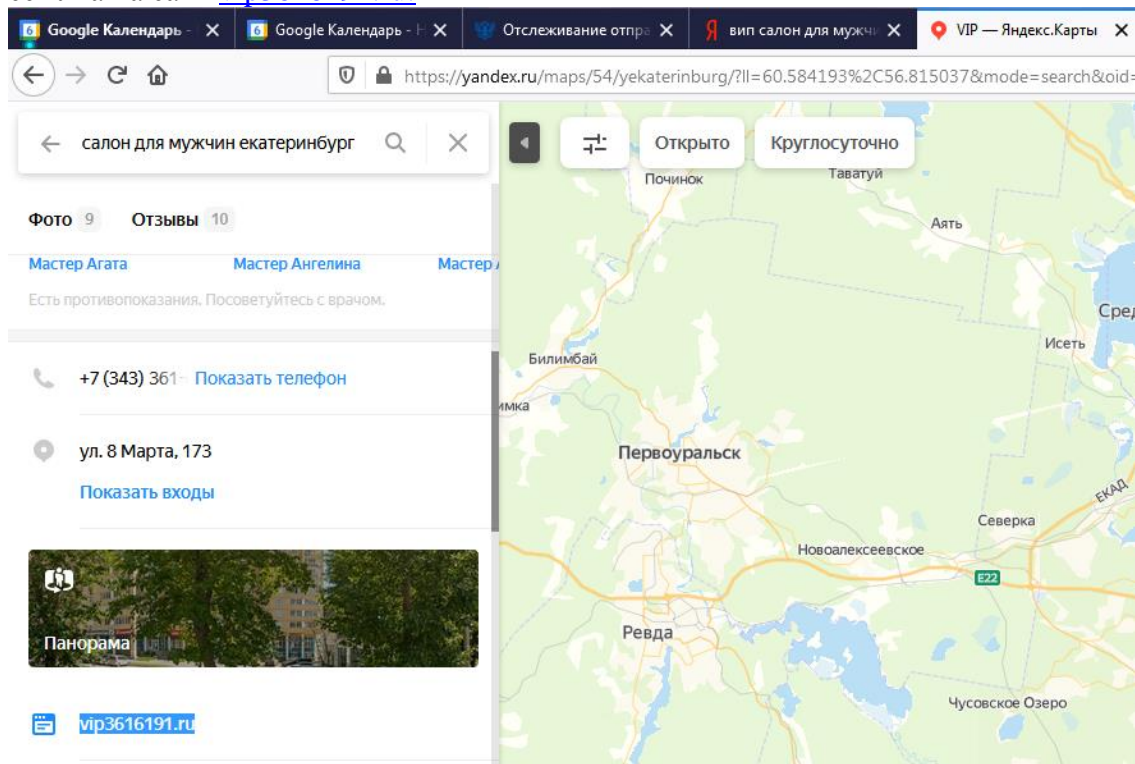 Google Календарь -
Google Календарь - Н
Отслеживание отпра
вип салон для мужчи
VIP — Яндекс.Карты
https://yandex.ru/maps/54/yekaterinburg/?ll=60.584193%2C56.815037&mode=search&oid=
салон для мужчин екатеринбург
Открыто
Круглосуточно
Фото 9 Отзывы 10
Мастер Агата
Мастер Ангелина
Мастер
Есть противопоказания. Посоветуйтесь с врачом.
+7 (343) 361- Показать телефон
ул. 8 Марта, 173
Показать входы
Панорама
vip3616191.ru
Починок
Таватуй
Аять
Сред
Исеть
Билимбай
имка
Первоуральск
ЕКАД
Северка
Новоалексеевское
E22
Ревда
Чусовское Озеро